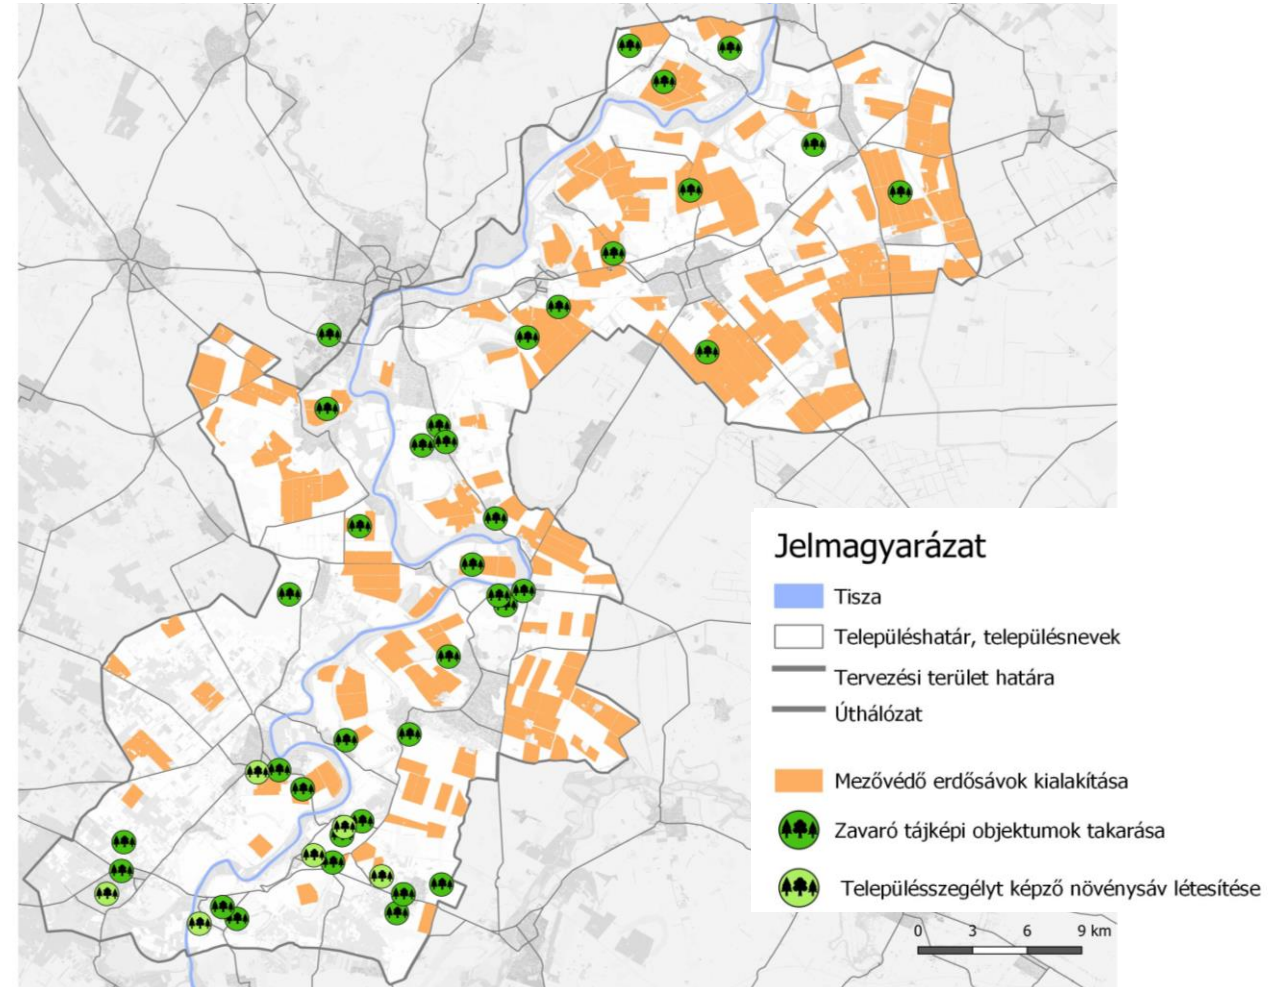 Jelmagyarázat
Tisza
Településhatár, településnevek
Tervezési terület határa
Úthálózat
Mezővédő erdősávok kialakítása
Zavaró tájképi objektumok takarása
Településszegélyt képző növénysáv létesítése
0 3 6 9 km